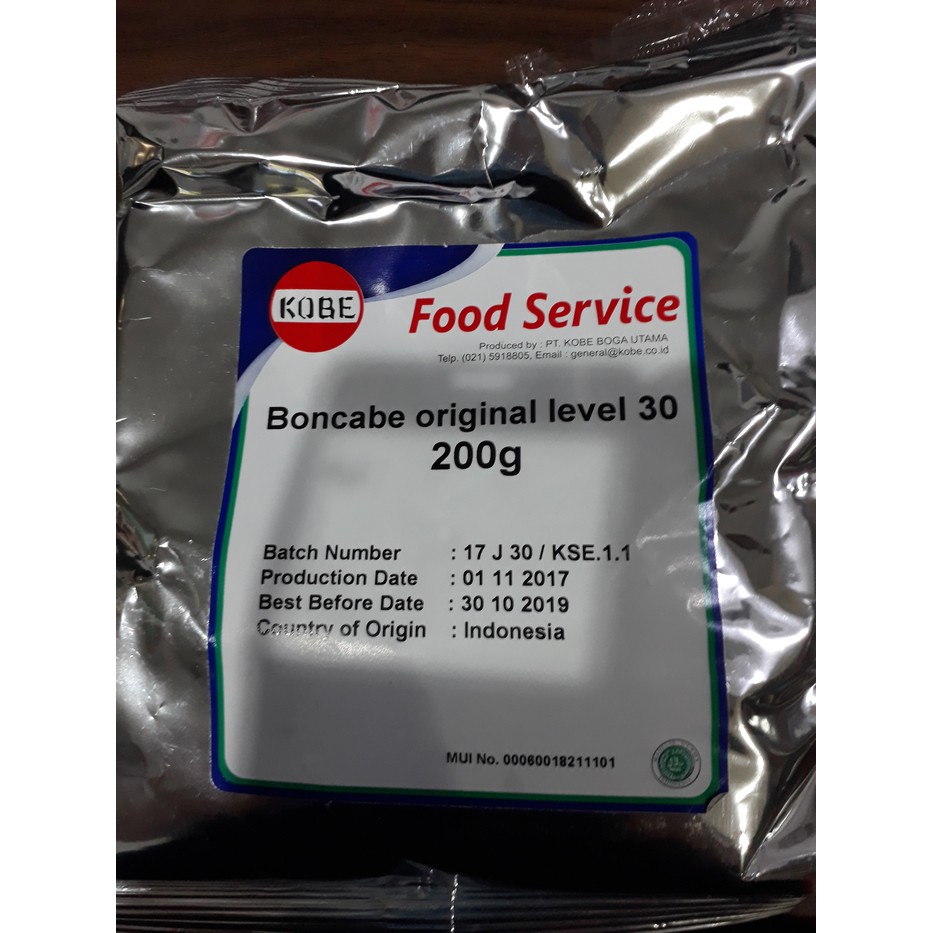 KOBE
Food Service
Produced by : PT. KOBE BOGA UTAMA
Telp. (021) 5918805, Email : general@kobe.co.id
Boncabe original level 30
200g
Batch Number : 17 J 30 / KSE.1.1
Production Date : 01 11 2017
Best Before Date : 30 10 2019
Country of Origin : Indonesia
MUI No. 00060018211101